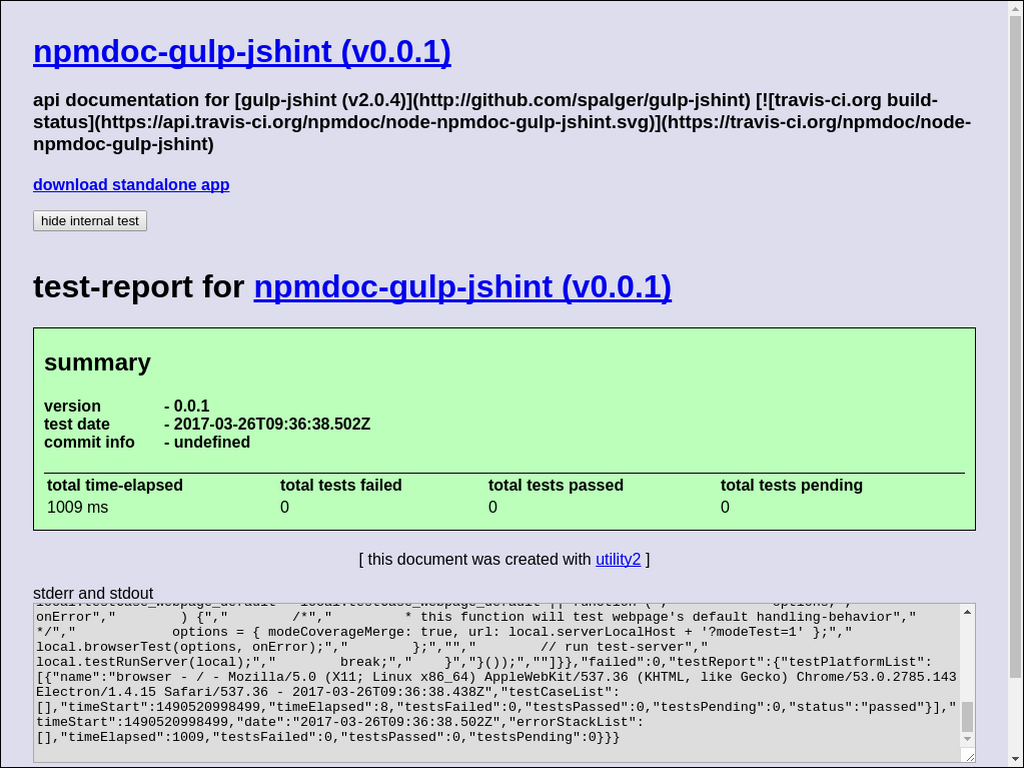 npmdoc-gulp-jshint (v0.0.1)
api documentation for [gulp-jshint (v2.0.4)](http://github.com/spalger/gulp-jshint) [![travis-ci.org build-
status](https://api.travis-ci.org/npmdoc/node-npmdoc-gulp-jshint.svg)](https://travis-ci.org/npmdoc/node-
npmdoc-gulp-jshint)
download standalone app
hide internal test
test-report for npmdoc-gulp-jshint (v0.0.1)
summary
version - 0.0.1
test date - 2017-03-26T09:36:38.502Z
commit info - undefined
total time-elapsed total tests failed total tests passed total tests pending
1009 ms 0 0 0
[ this document was created with utility2 ]
stderr and stdout
local.testCase_webpage_default || function (","             options,","
onError","        ) {","        /*","         * this function will test webpage's default handling-behavior","
*/","            options = { modeCoverageMerge: true, url: local.serverLocalHost + '?modeTest=1' };","
local.browserTest(options, onError);","        };","","        // run test-server","
local.testRunServer(local);","        break;","    }","}());",""]}},"failed":0,"testReport":{"testPlatformList":
[{"name":"browser - / - Mozilla/5.0 (X11; Linux x86_64) AppleWebKit/537.36 (KHTML, like Gecko) Chrome/53.0.2785.143
Electron/1.4.15 Safari/537.36 - 2017-03-26T09:36:38.438Z","testCaseList":
[],"timeStart":1490520998499,"timeElapsed":8,"testsFailed":0,"testsPassed":0,"testsPending":0,"status":"passed"}],"
timeStart":1490520998499,"date":"2017-03-26T09:36:38.502Z","errorStackList":
[],"timeElapsed":1009,"testsFailed":0,"testsPassed":0,"testsPending":0}}}